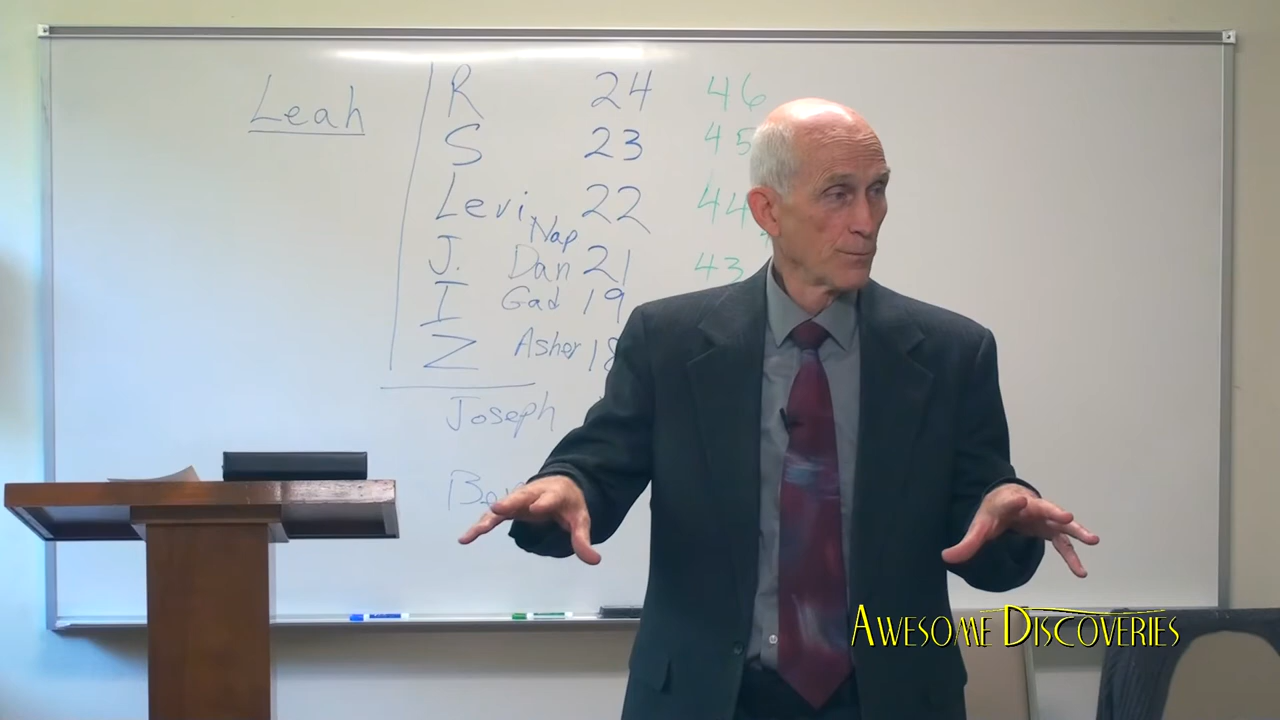 Leah
R 24 46
S 23 45
Levi 22 44
Nap
J. Dan 21 43
I Gad 19
Z Asher 18
Joseph
AWESOME DISCOVERIES